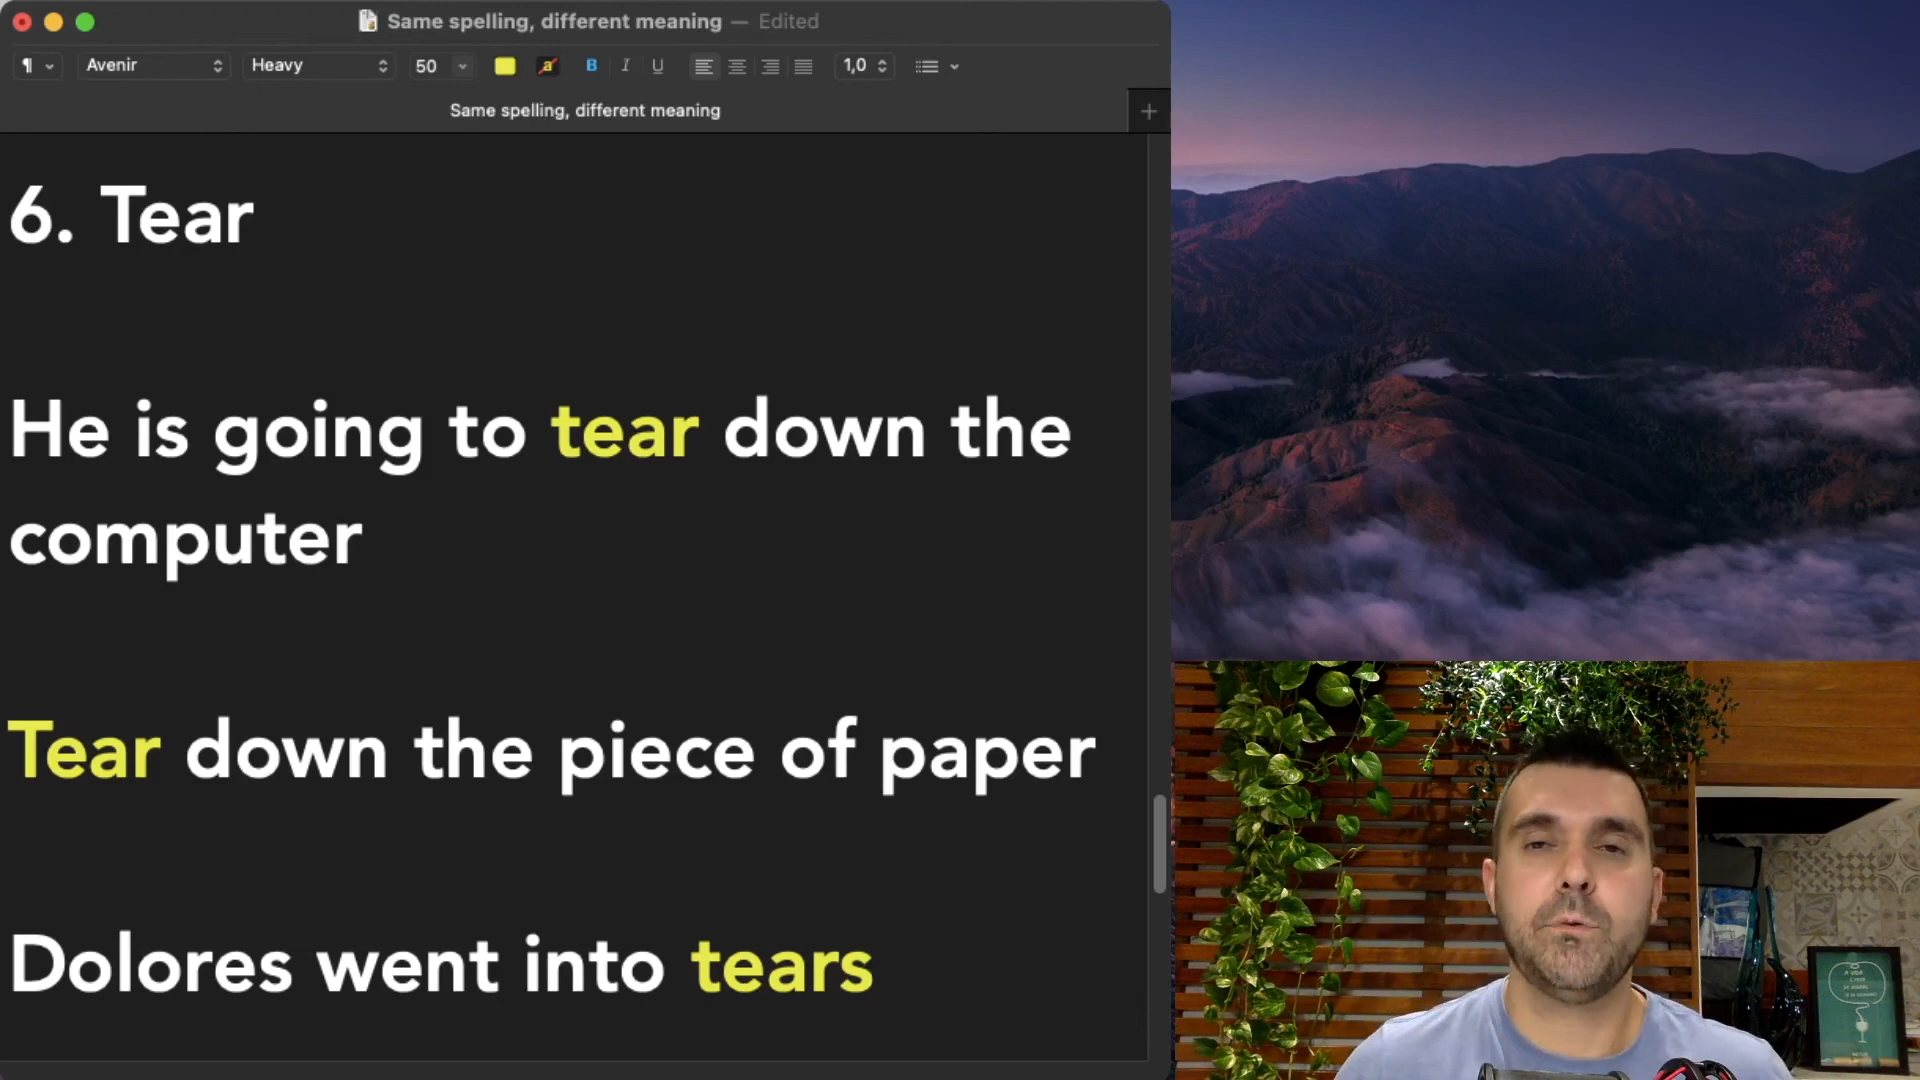 Same spelling, different meaning — Edited
¶ Avenir Heavy 50 a B I U 1,0
Same spelling, different meaning +
6. Tear
He is going to tear down the
computer
Tear down the piece of paper
Dolores went into tears